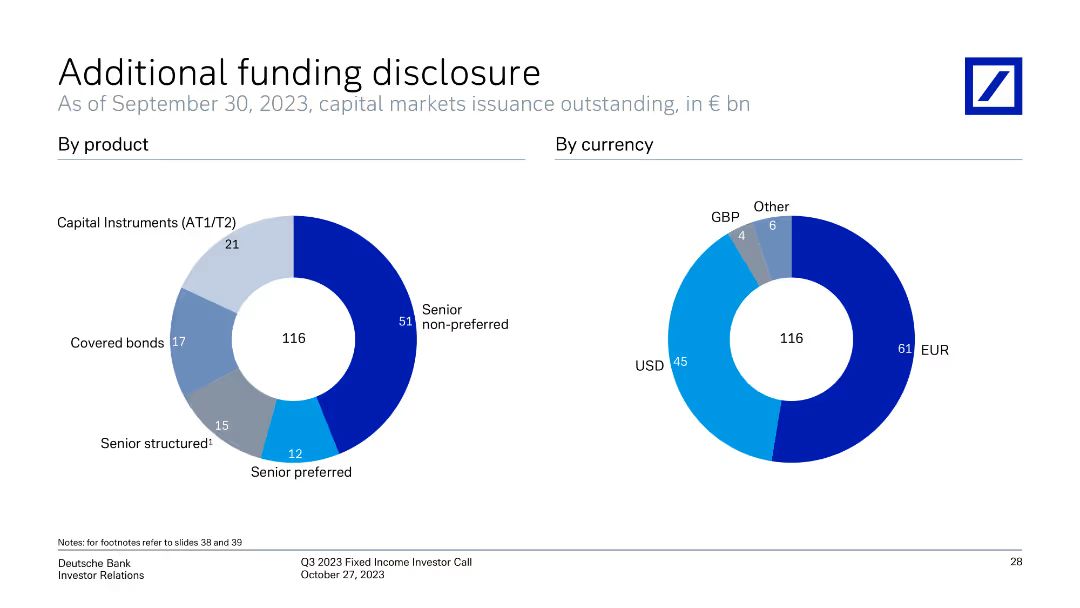 Additional funding disclosure
As of September 30, 2023, capital markets issuance outstanding, in € bn
By product
Capital Instruments (AT1/T2)
21
51
Senior
non-preferred
116
Covered bonds
17
15
Senior structured¹
12
Senior preferred
By currency
Other
GBP
6
4
116
61
EUR
USD
45
Notes: for footnotes refer to slides 38 and 39
Deutsche Bank
Investor Relations
Q3 2023 Fixed Income Investor Call
October 27, 2023
28